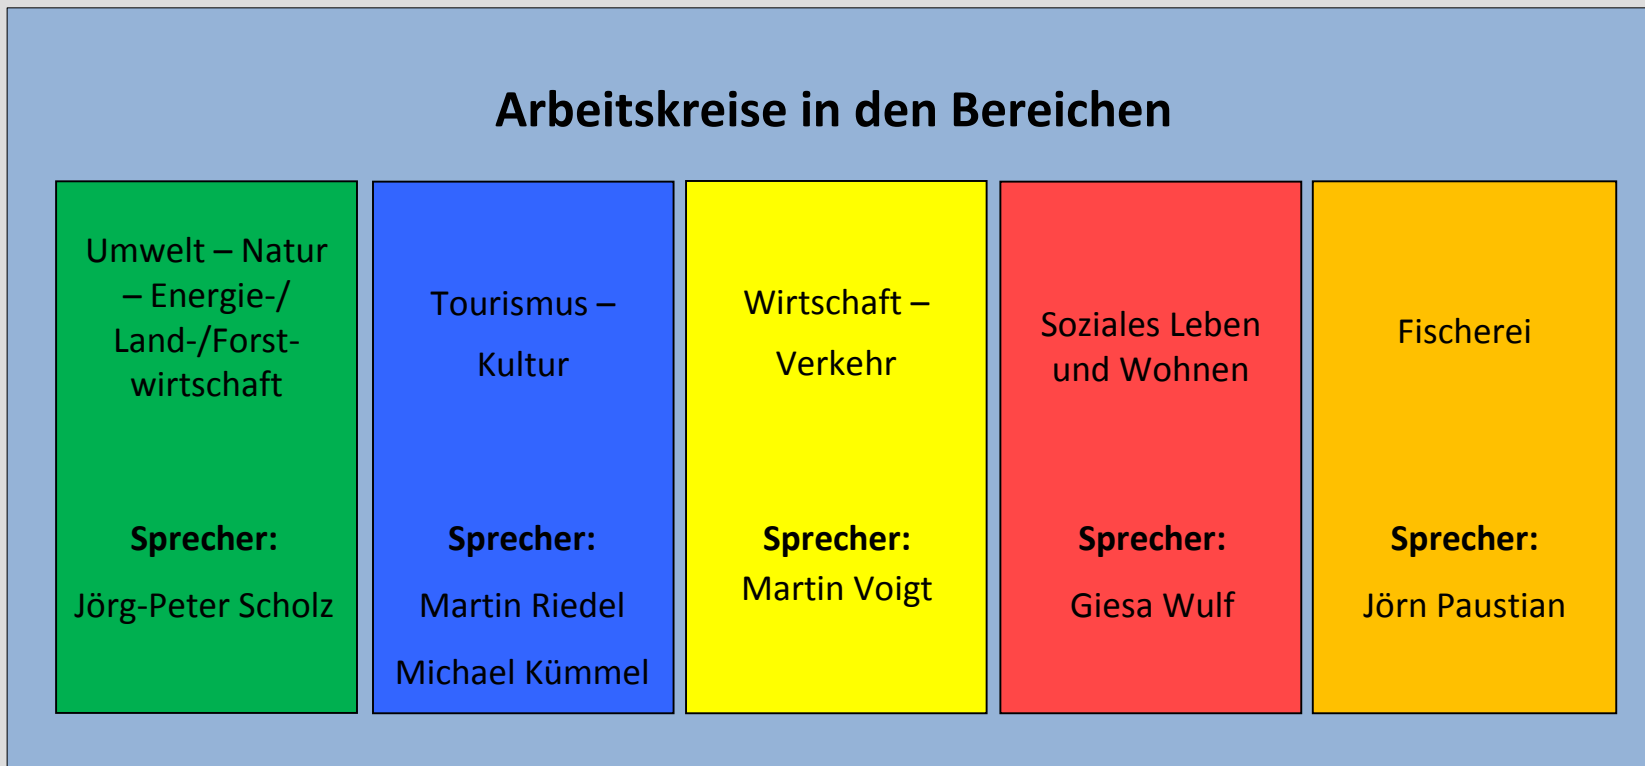 Arbeitskreise in den Bereichen
Umwelt – Natur
– Energie-/
Land-/Forst-
wirtschaft
Sprecher:
Jörg-Peter Scholz
Tourismus –
Kultur
Sprecher:
Martin Riedel
Michael Kümmel
Wirtschaft –
Verkehr
Sprecher:
Martin Voigt
Soziales Leben
und Wohnen
Sprecher:
Giesa Wulf
Fischerei
Sprecher:
Jörn Paustian